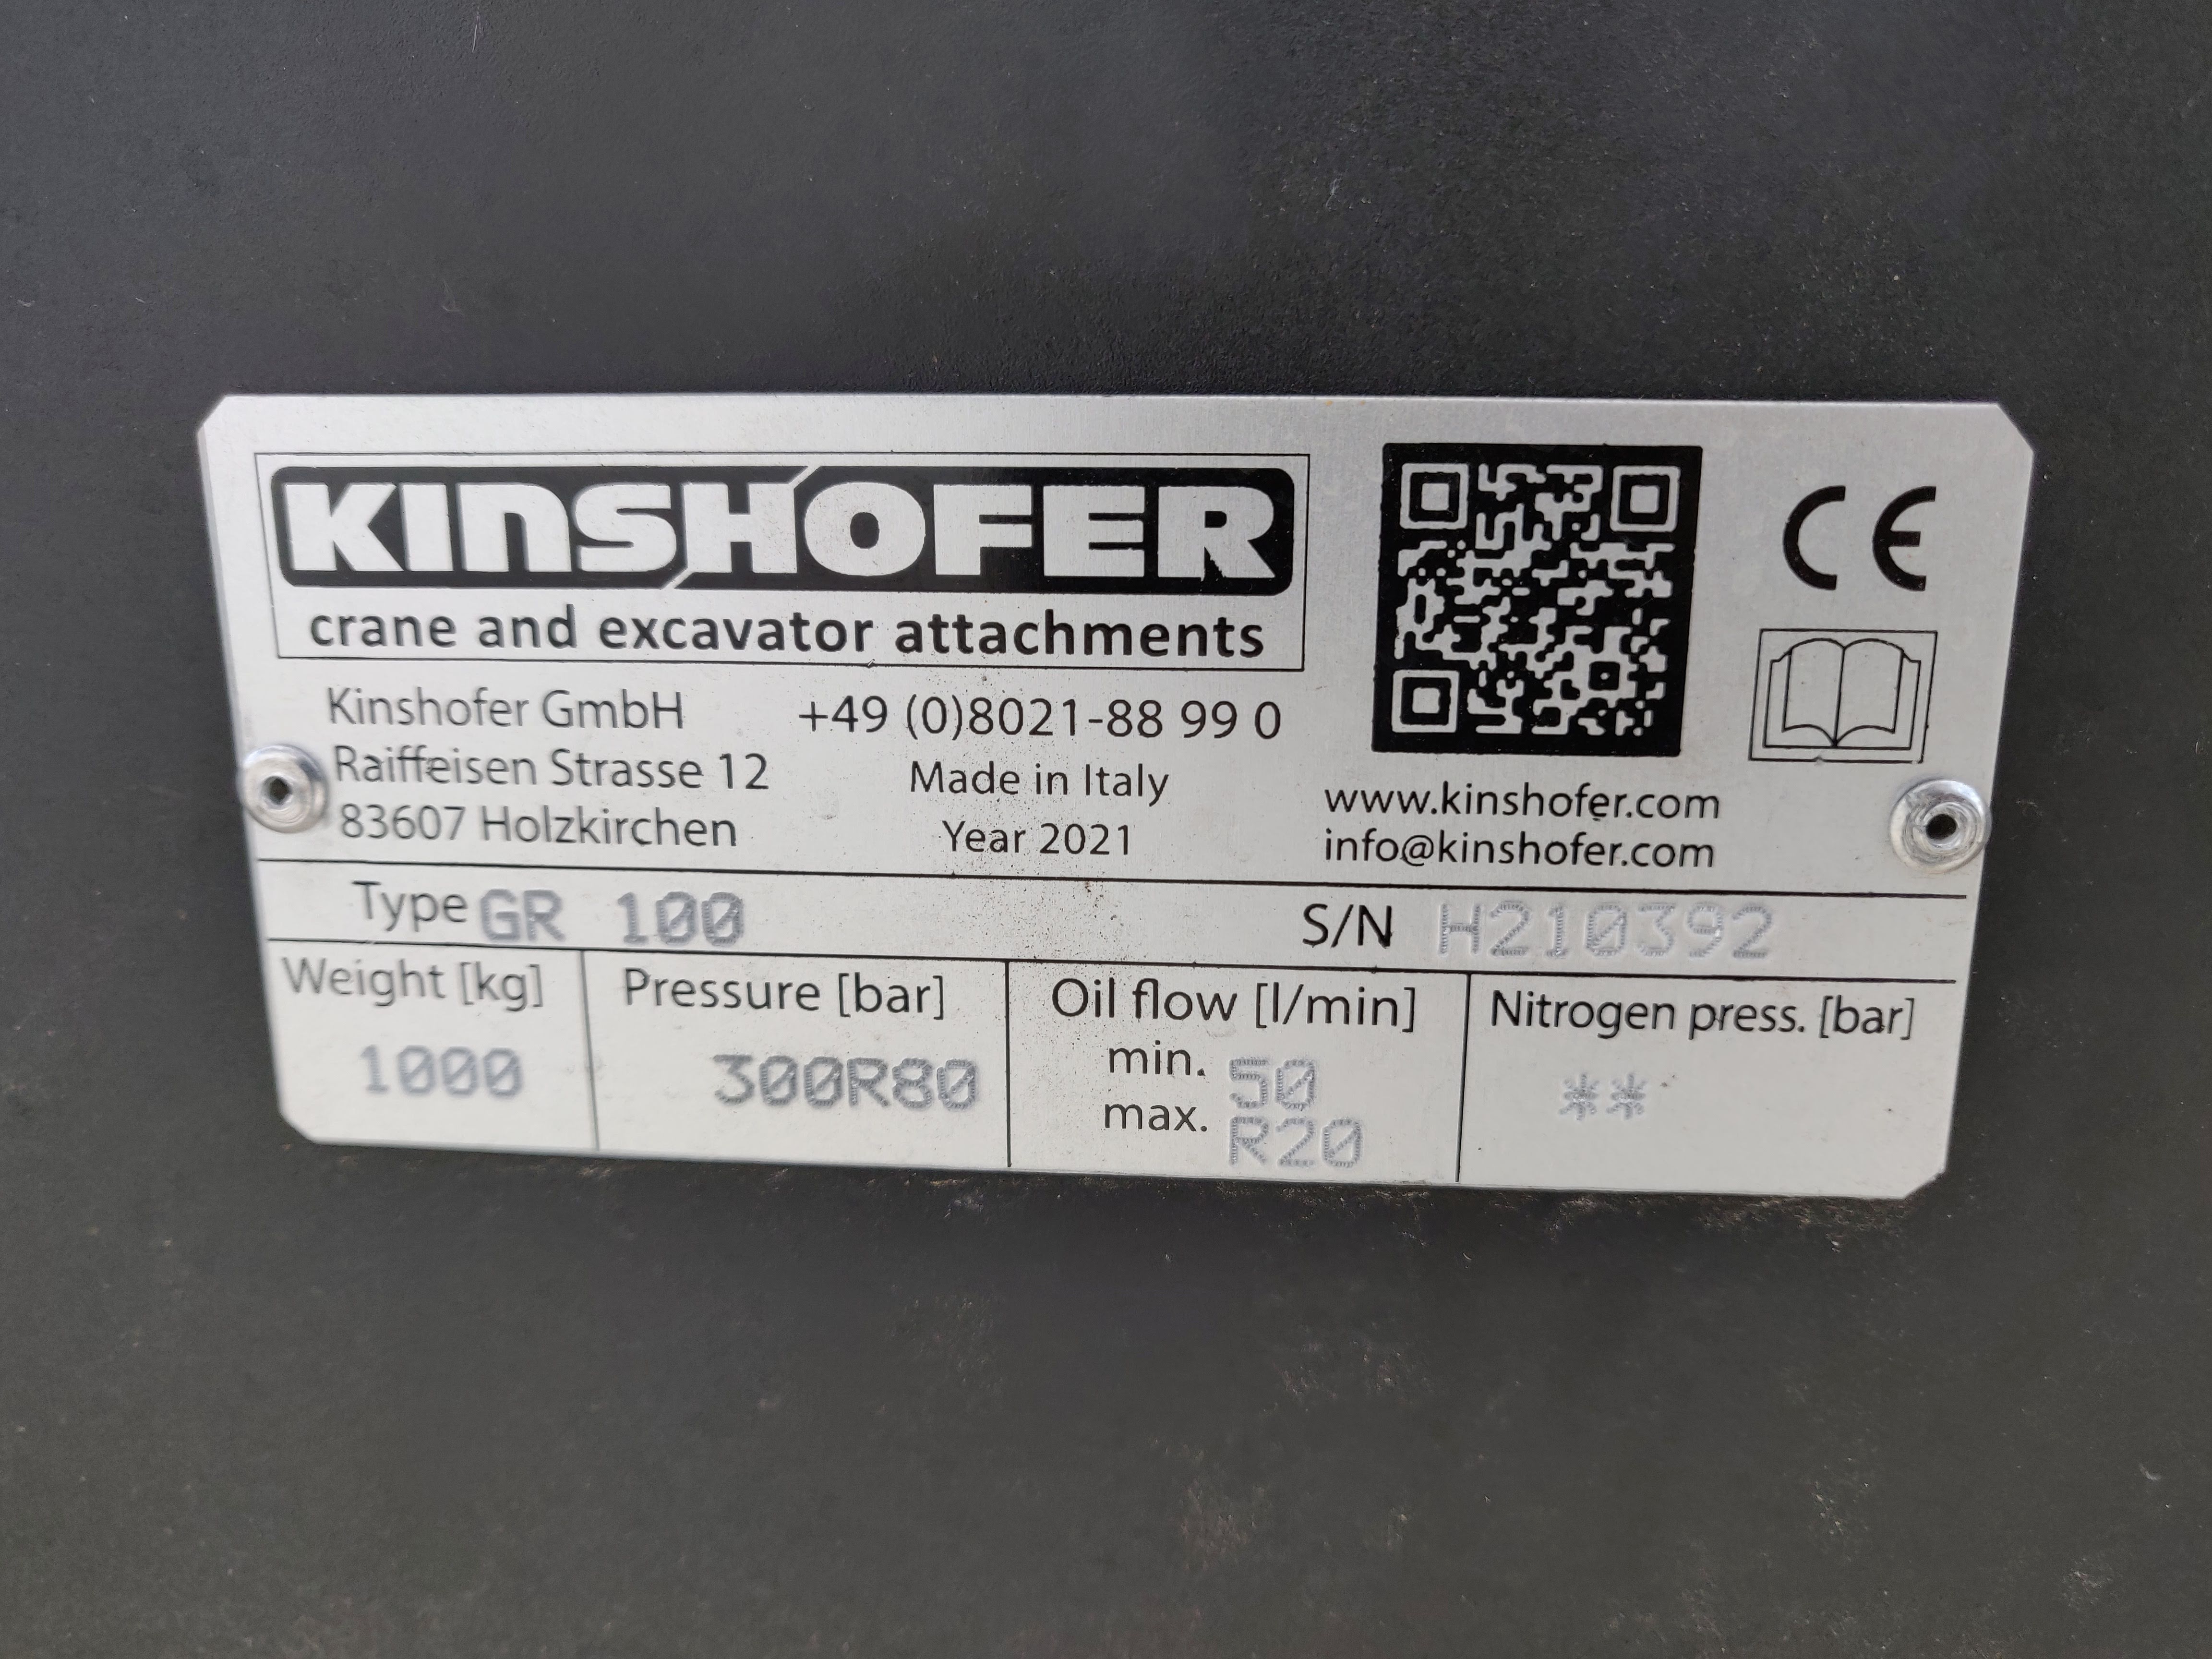 KINSHOFER
crane and excavator attachments
Kinshofer GmbH
Raiffeisen Strasse 12
83607 Holzkirchen
+49 (0)8021-88 99 0
Made in Italy
Year 2021
CE
www.kinshofer.com
info@kinshofer.com
Type GR 100
S/N H210392
Weight [kg]
1000
Pressure [bar]
300R80
Oil flow [l/min]
min. 50
max. R20
Nitrogen press. [bar]
**